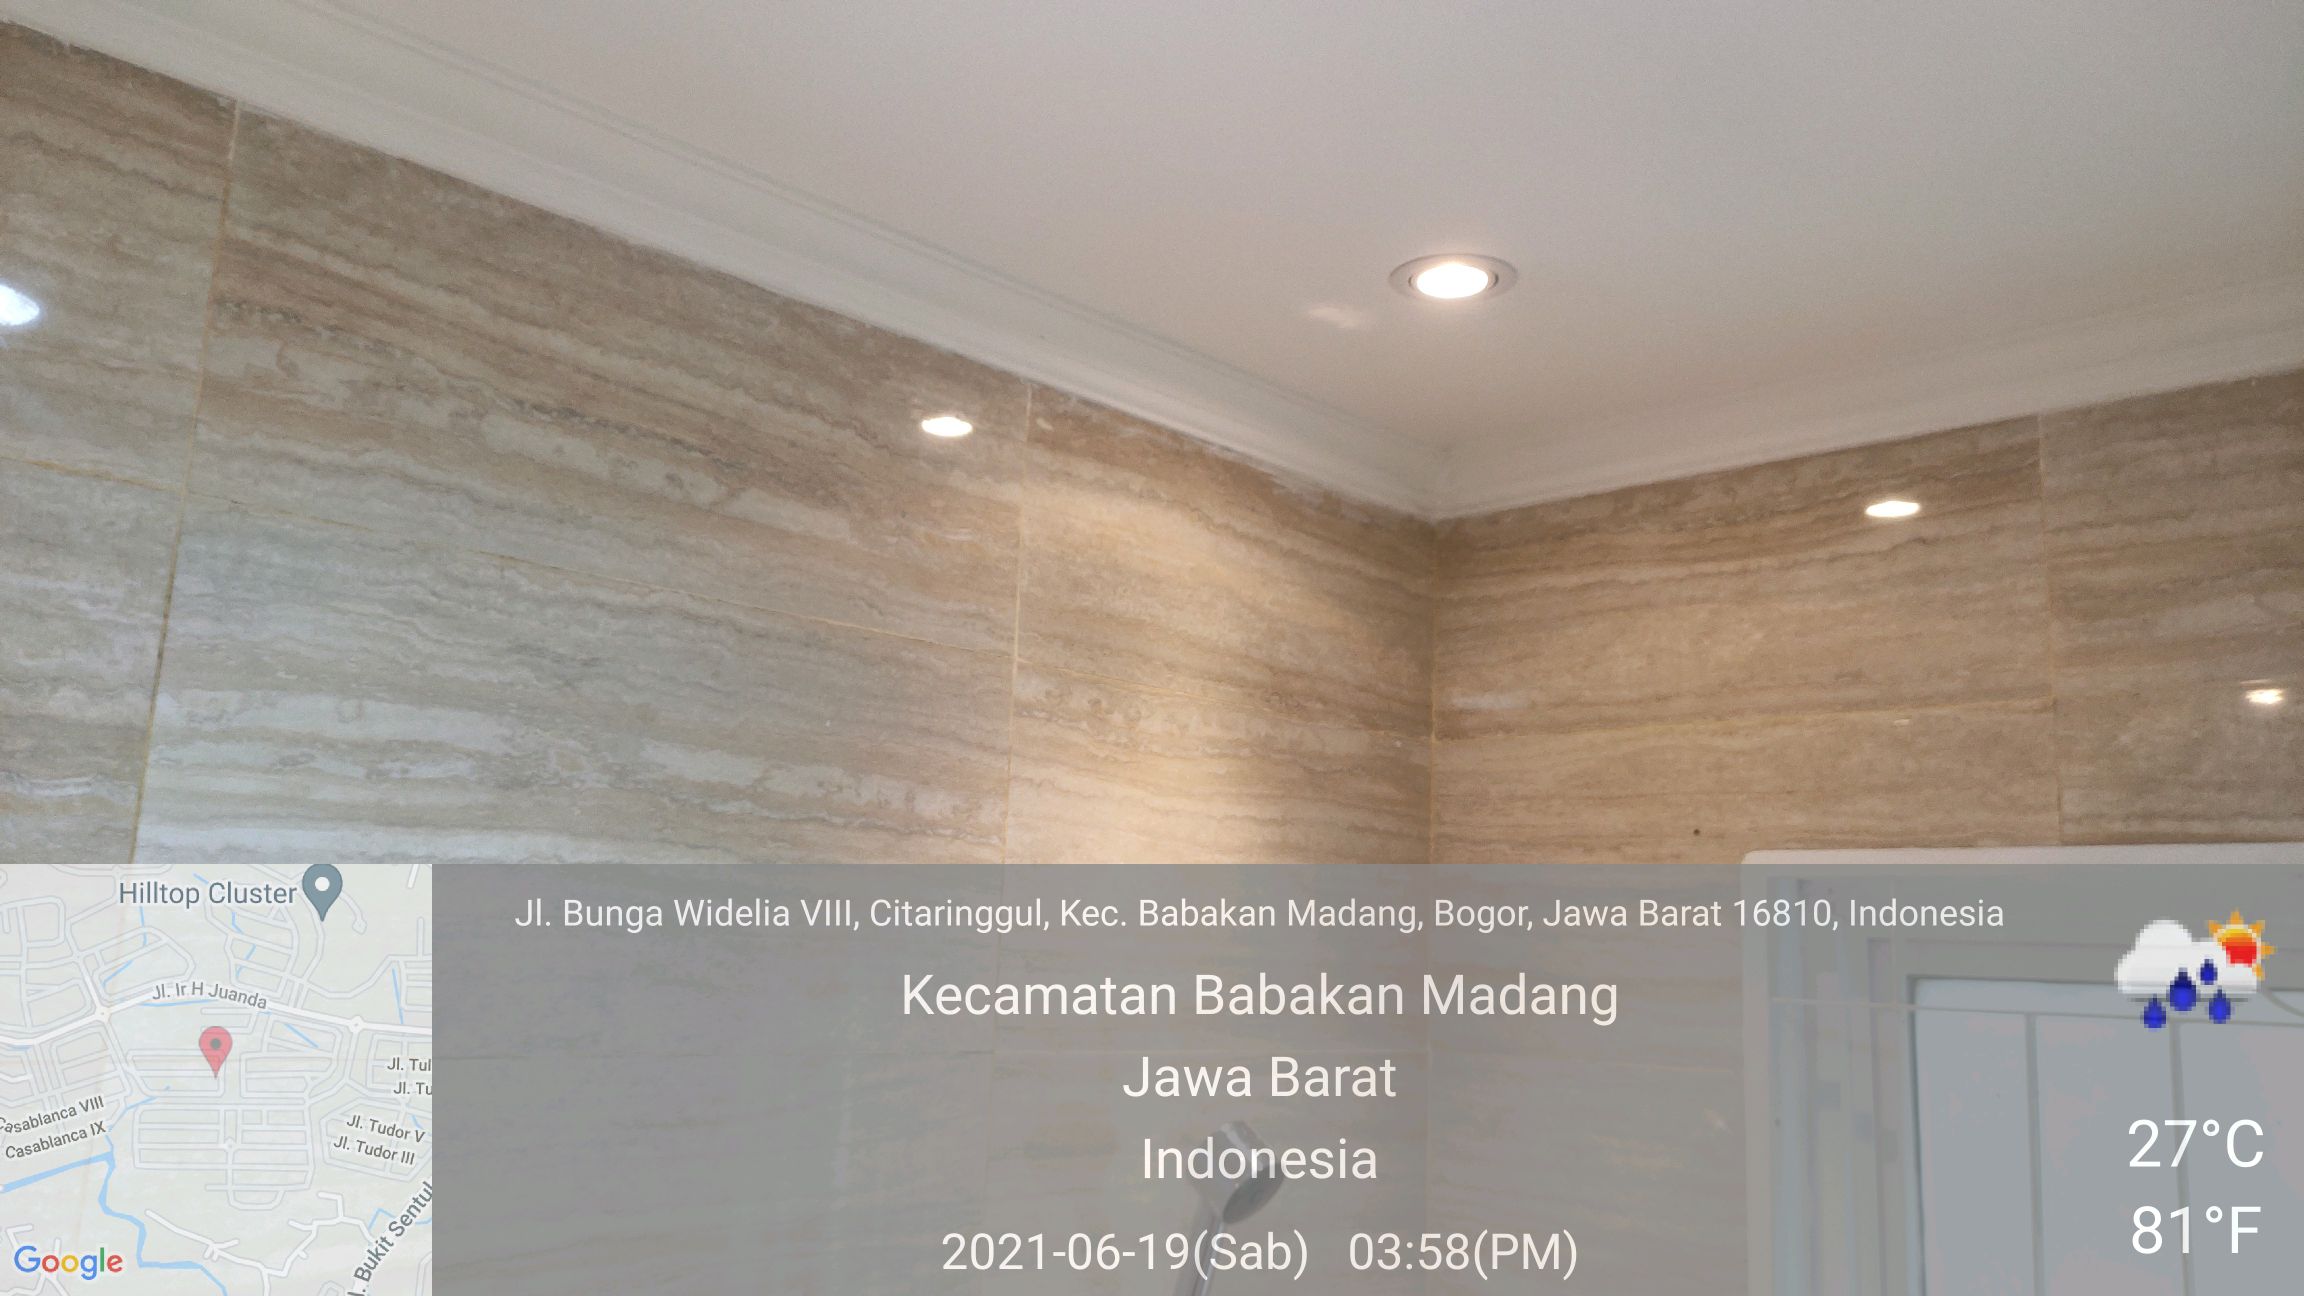 Jl. Bunga Widelia VIII, Citaringgul, Kec. Babakan Madang, Bogor, Jawa Barat 16810, Indonesia
Kecamatan Babakan Madang
Jawa Barat
Indonesia
2021-06-19(Sab) 03:58(PM)
27°C
81°F
Hilltop Cluster
Jl. Ir H Juanda
Jl. Tul
Jl. Tu
Casablanca VIII
Casablanca IX
Jl. Tudor V
Jl. Tudor III
l. Bukit Sentul
Google